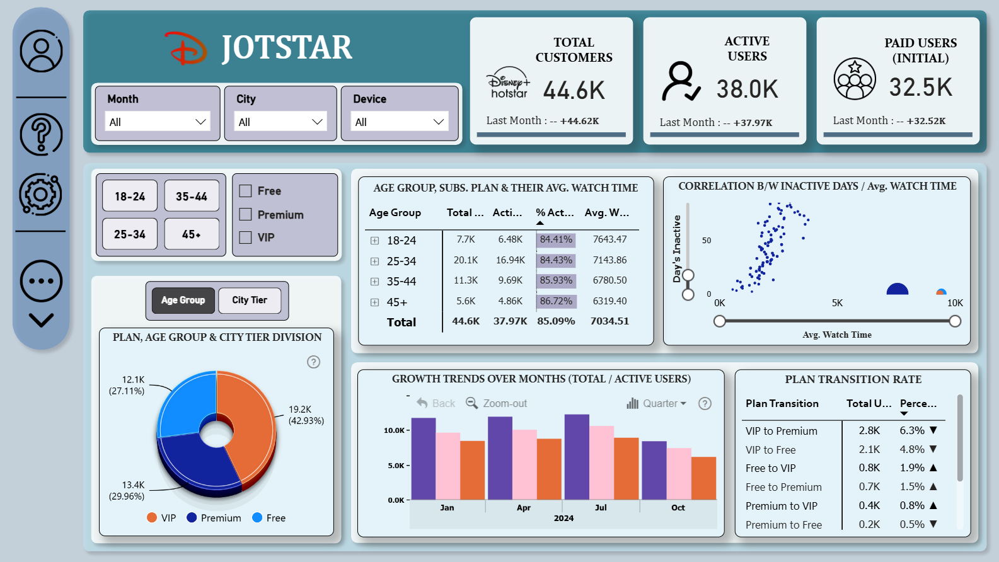 JOTSTAR
Month
All
City
All
Device
All
TOTAL
CUSTOMERS
Disney+
hotstar
44.6K
Last Month : -- +44.62K
ACTIVE
USERS
38.0K
Last Month : -- +37.97K
PAID USERS
(INITIAL)
32.5K
Last Month : -- +32.52K
18-24
35-44
25-34
45+
Free
Premium
VIP
Age Group
City Tier
PLAN, AGE GROUP & CITY TIER DIVISION
?
12.1K
(27.11%)
19.2K
(42.93%)
13.4K
(29.96%)
VIP Premium Free
AGE GROUP, SUBS. PLAN & THEIR AVG. WATCH TIME
Age Group Total ... Acti... % Act... Avg. W...
18-24 7.7K 6.48K 84.41% 7643.47
25-34 20.1K 16.94K 84.43% 7143.86
35-44 11.3K 9.69K 85.93% 6780.50
45+ 5.6K 4.86K 86.72% 6319.40
Total 44.6K 37.97K 85.09% 7034.51
CORRELATION B/W INACTIVE DAYS / Avg. WATCH TIME
Day's Inactive
50
0
0K 5K 10K
Avg. Watch Time
GROWTH TRENDS OVER MONTHS (TOTAL / ACTIVE USERS)
Back Zoom-out Quarter ?
10.0K
5.0K
0.0K
Jan Apr Jul Oct
2024
PLAN TRANSITION RATE
Plan Transition Total U... Perce...
VIP to Premium 2.8K 6.3% ▼
VIP to Free 2.1K 4.8% ▼
Free to VIP 0.8K 1.9% ▲
Free to Premium 0.7K 1.5% ▲
Premium to VIP 0.4K 0.8% ▲
Premium to Free 0.2K 0.5% ▼